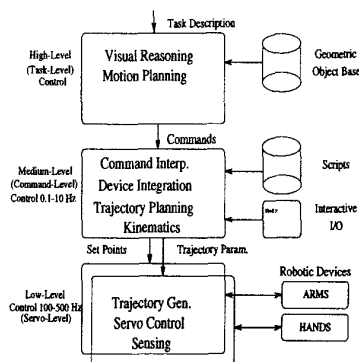 Task Description
High-Level
(Task-Level)
Control
Visual Reasoning
Motion Planning
Geometric
Object Base
Commands
Medium-Level
(Command-Level)
Control 0.1-10 Hz
Command Interp.
Device Integration
Trajectory Planning
Kinematics
Scripts
Interactive
I/O
Set Points
Trajectory Param.
Low-Level
Control 100-500 Hz
(Servo-Level)
Trajectory Gen.
Servo Control
Sensing
Robotic Devices
ARMS
HANDS